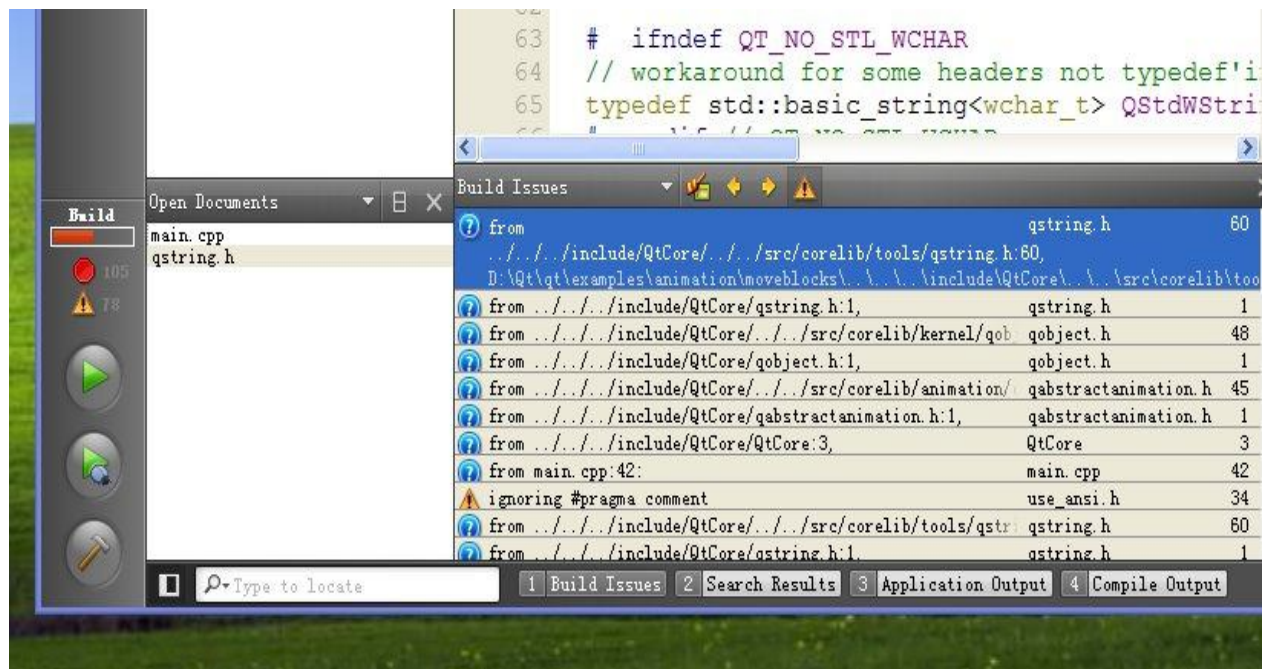 63 # ifndef QT_NO_STL_WCHAR
64 // workaround for some headers not typedef'i
65 typedef std::basic_string<wchar_t> QStdWStri
Build Issues
Open Documents
Build
main.cpp
qstring.h
105
78
from qstring.h 60
../../../include/QtCore/../../src/corelib/tools/qstring.h:60,
D:\Qt\qt\examples\animation\moveblocks\..\..\..\include\QtCore\..\..\src\corelib\too
from ../../../include/QtCore/qstring.h:1, qstring.h 1
from ../../../include/QtCore/../../src/corelib/kernel/qob qobject.h 48
from ../../../include/QtCore/qobject.h:1, qobject.h 1
from ../../../include/QtCore/../../src/corelib/animation/ qabstractanimation.h 45
from ../../../include/QtCore/qabstractanimation.h:1, qabstractanimation.h 1
from ../../../include/QtCore/QtCore:3, QtCore 3
from main.cpp:42: main.cpp 42
ignoring #pragma comment use_ansi.h 34
from ../../../include/QtCore/../../src/corelib/tools/qstr qstring.h 60
from ../../../include/QtCore/qstring.h:1, qstring.h 1
Type to locate
1 Build Issues 2 Search Results 3 Application Output 4 Compile Output